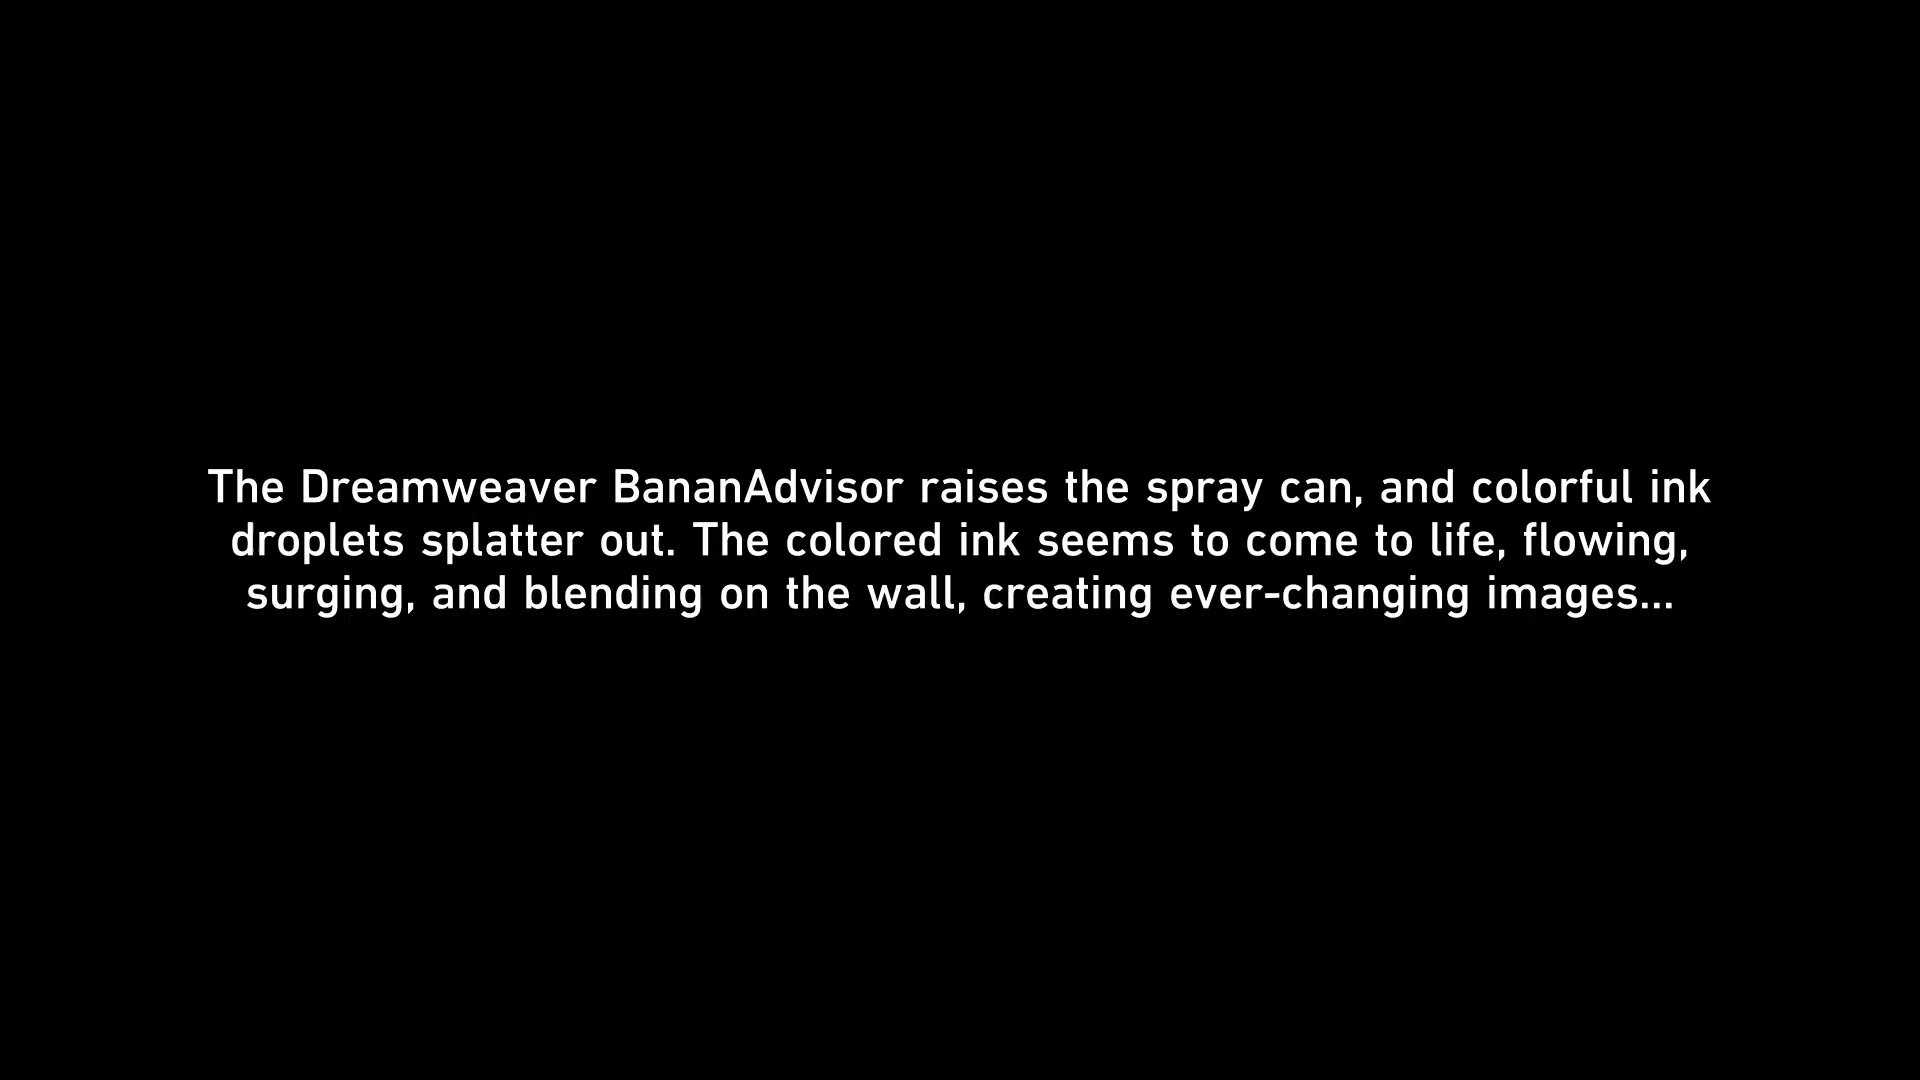 The Dreamweaver BananAdvisor raises the spray can, and colorful ink
droplets splatter out. The colored ink seems to come to life, flowing,
surging, and blending on the wall, creating ever-changing images...